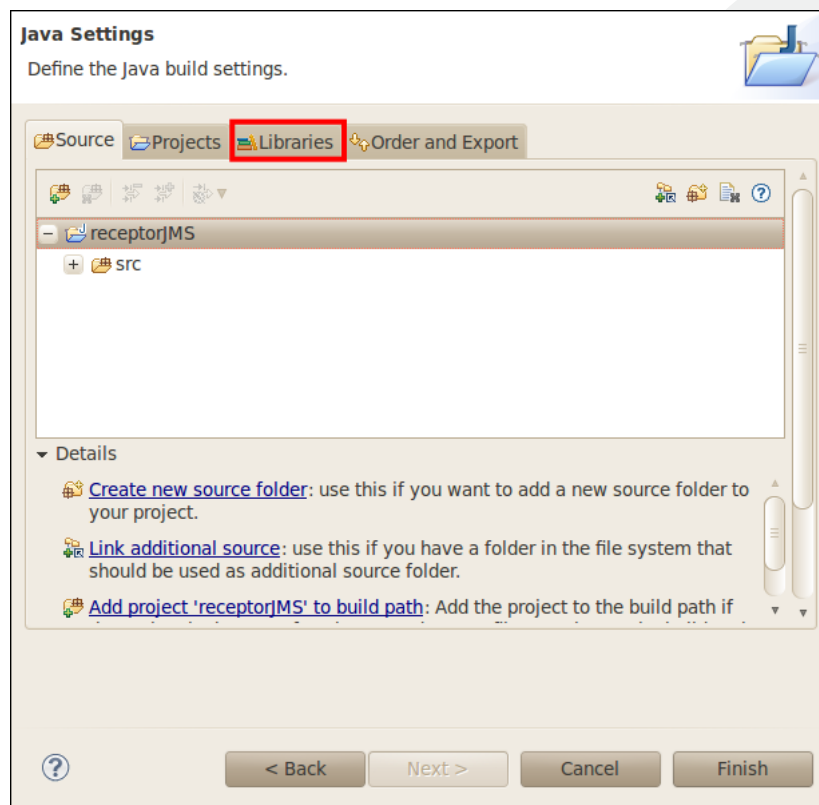 Java Settings
Define the Java build settings.
Source Projects Libraries Order and Export
receptorJMS
src
Details
Create new source folder: use this if you want to add a new source folder to
your project.
Link additional source: use this if you have a folder in the file system that
should be used as additional source folder.
Add project 'receptorJMS' to build path: Add the project to the build path if
< Back Next > Cancel Finish